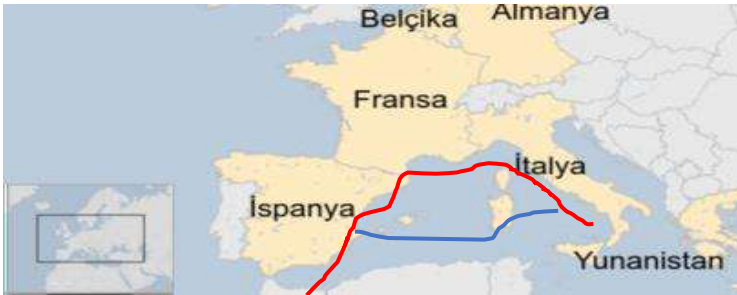 Belçika
Almanya
Fransa
İtalya
İspanya
Yunanistan